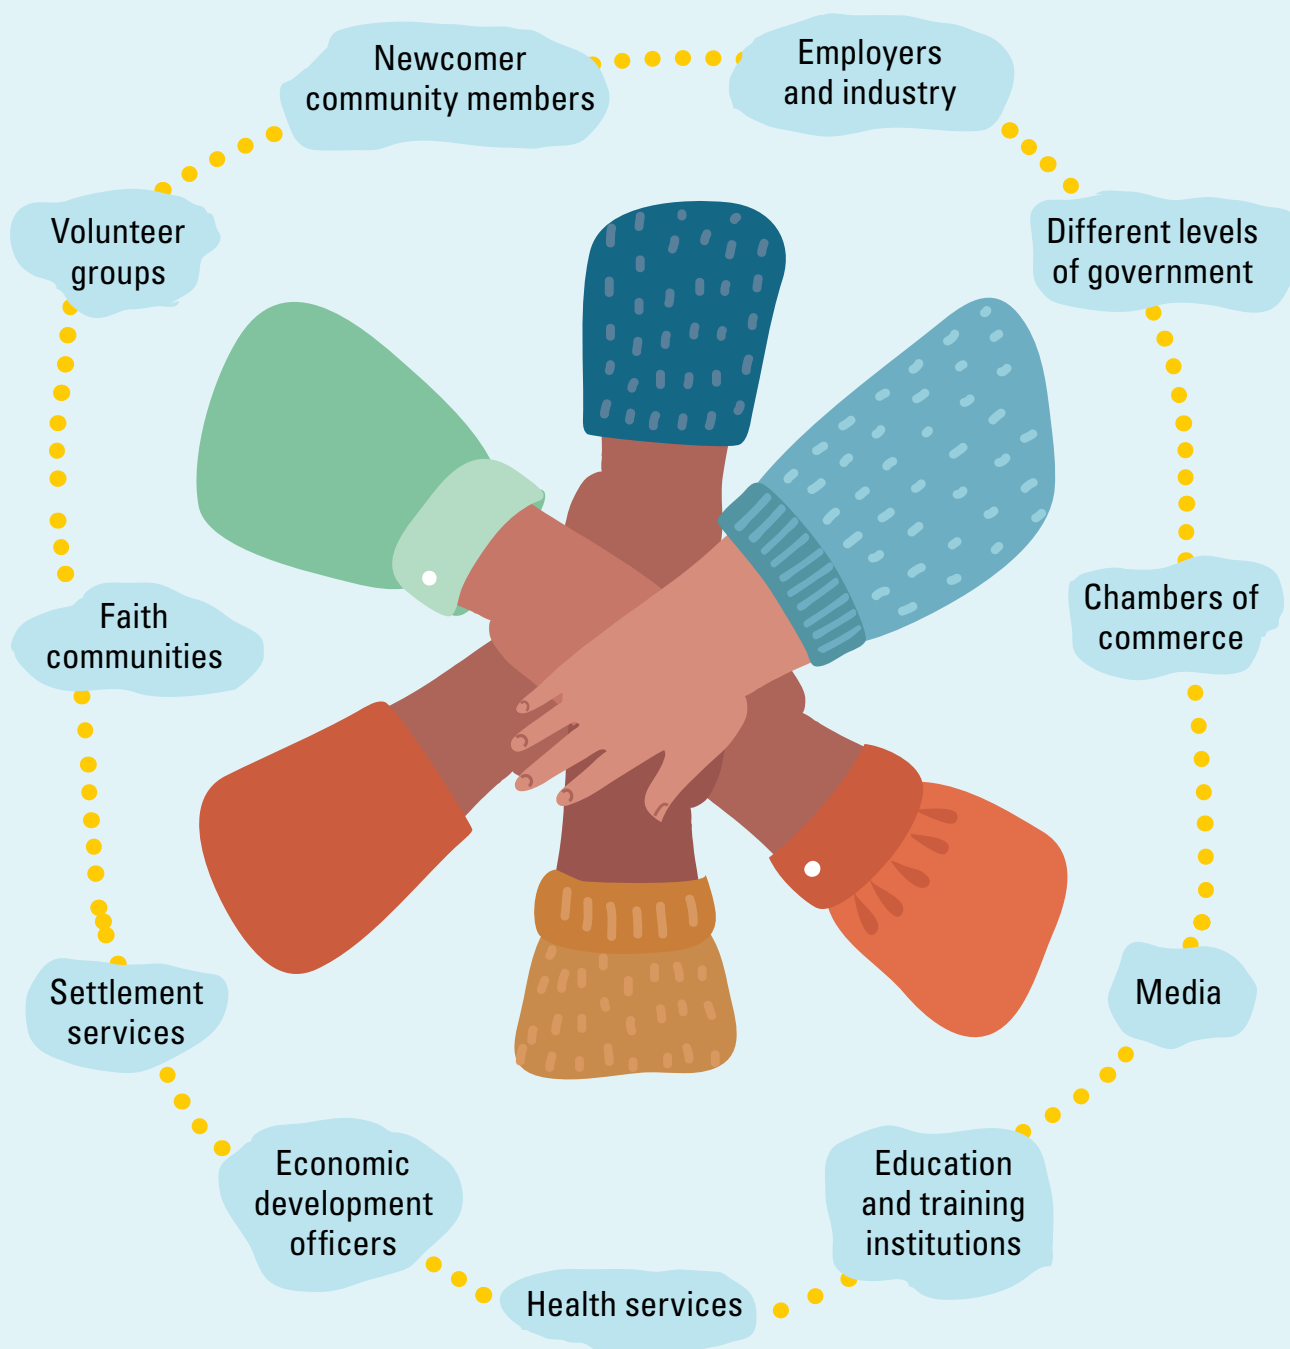 Newcomer
community members
Employers
and industry
Different levels
of government
Chambers of
commerce
Media
Education
and training
institutions
Health services
Economic
development
officers
Settlement
services
Faith
communities
Volunteer
groups